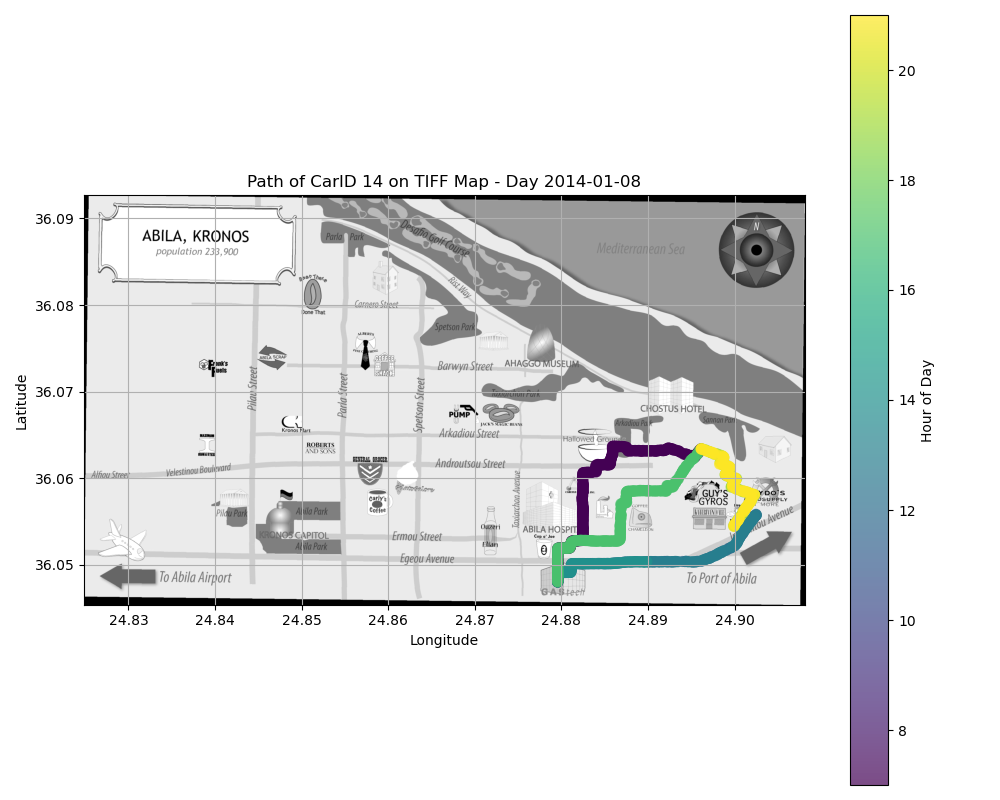 Path of CarID 14 on TIFF Map - Day 2014-01-08
Latitude
36.09
36.08
36.07
36.06
36.05
24.83
24.84
24.85
24.86
24.87
24.88
24.89
24.90
Longitude
ABILA, KRONOS
population 233,900
Parla Park
Desafio Golf Course
Mediterranean Sea
N
Rist Way
Carnero Street
Done That
Spetson Park
Barwyn Street
AHAGGO MUSEUM
Frank's
Fuels
Pilau Street
Parla Street
Spetson Street
PUMP
JACK'S MAGIC BEANS
CHOSTUS HOTEL
Kronos Mart
Arkadiou Street
Hallowed Grounds
ROBERTS
AND SONS
GENERAL GROCER
Androutsou Street
Alfiou Street
Velestinou Boulevard
Taxiarchon Avenue
Carly's
Coffee
GUY'S
GYROS
Pilau Park
Abila Park
KRONOS CAPITOL
Abila Park
Ouzeri
Elian
ABILA HOSPITAL
Ermou Street
Egeou Avenue
To Abila Airport
GAStech
To Port of Abila
20
18
16
14
12
10
8
Hour of Day